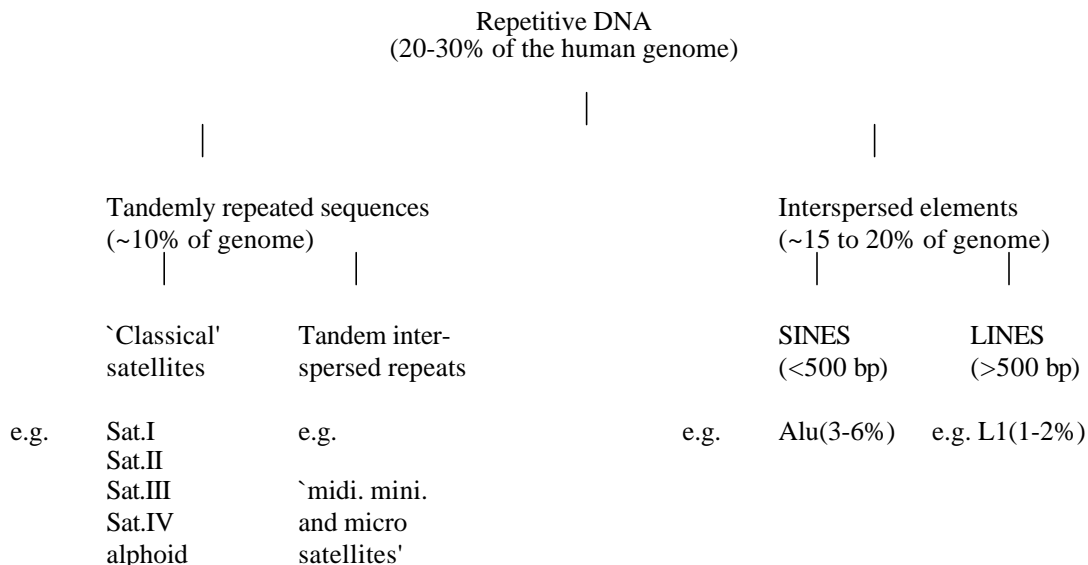 Repetitive DNA
(20-30% of the human genome)
Tandemly repeated sequences
(~10% of genome)
Interspersed elements
(~15 to 20% of genome)
`Classical'
satellites
Tandem inter-
spersed repeats
SINES
(<500 bp)
LINES
(>500 bp)
e.g. Sat.I
Sat.II
Sat.III
Sat.IV
alphoid
e.g.
`midi. mini.
and micro
satellites'
e.g. Alu(3-6%)
e.g. L1(1-2%)